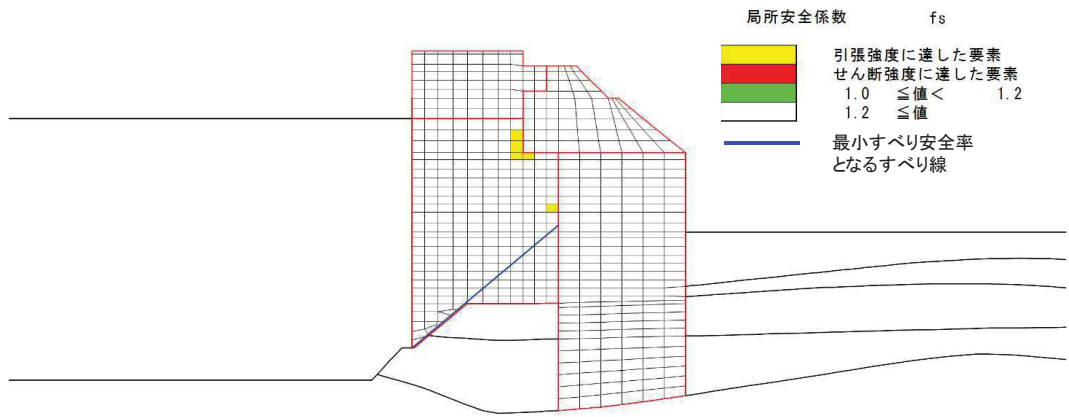 局所安全係数 fs
引張強度に達した要素
せん断強度に達した要素
1.0 ≦値< 1.2
1.2 ≦値
最小すべり安全率
となるすべり線